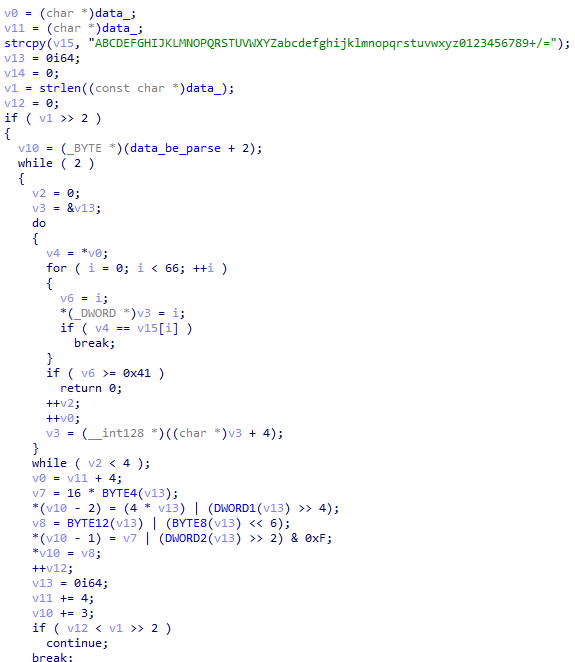 v0 = (char *)data_;
v11 = (char *)data_;
strcpy(v15, "ABCDEFGHIJKLMNOPQRSTUVWXYZabcdefghijklmnopqrstuvwxyz0123456789+/=");
v13 = 0i64;
v14 = 0;
v1 = strlen((const char *)data_);
v12 = 0;
if ( v1 >> 2 )
{
  v10 = (_BYTE *)(data_be_parse + 2);
  while ( 2 )
  {
    v2 = 0;
    v3 = &v13;
    do
    {
      v4 = *v0;
      for ( i = 0; i < 66; ++i )
      {
        v6 = i;
        *(_DWORD *)v3 = i;
        if ( v4 == v15[i] )
          break;
      }
      if ( v6 >= 0x41 )
        return 0;
      ++v2;
      ++v0;
      v3 = (__int128 *)((char *)v3 + 4);
    }
    while ( v2 < 4 );
    v0 = v11 + 4;
    v7 = 16 * BYTE4(v13);
    *(v10 - 2) = (4 * v13) | (DWORD1(v13) >> 4);
    v8 = BYTE12(v13) | (BYTE8(v13) << 6);
    *(v10 - 1) = v7 | (DWORD2(v13) >> 2) & 0xF;
    *v10 = v8;
    ++v12;
    v13 = 0i64;
    v11 += 4;
    v10 += 3;
    if ( v12 < v1 >> 2 )
      continue;
    break;